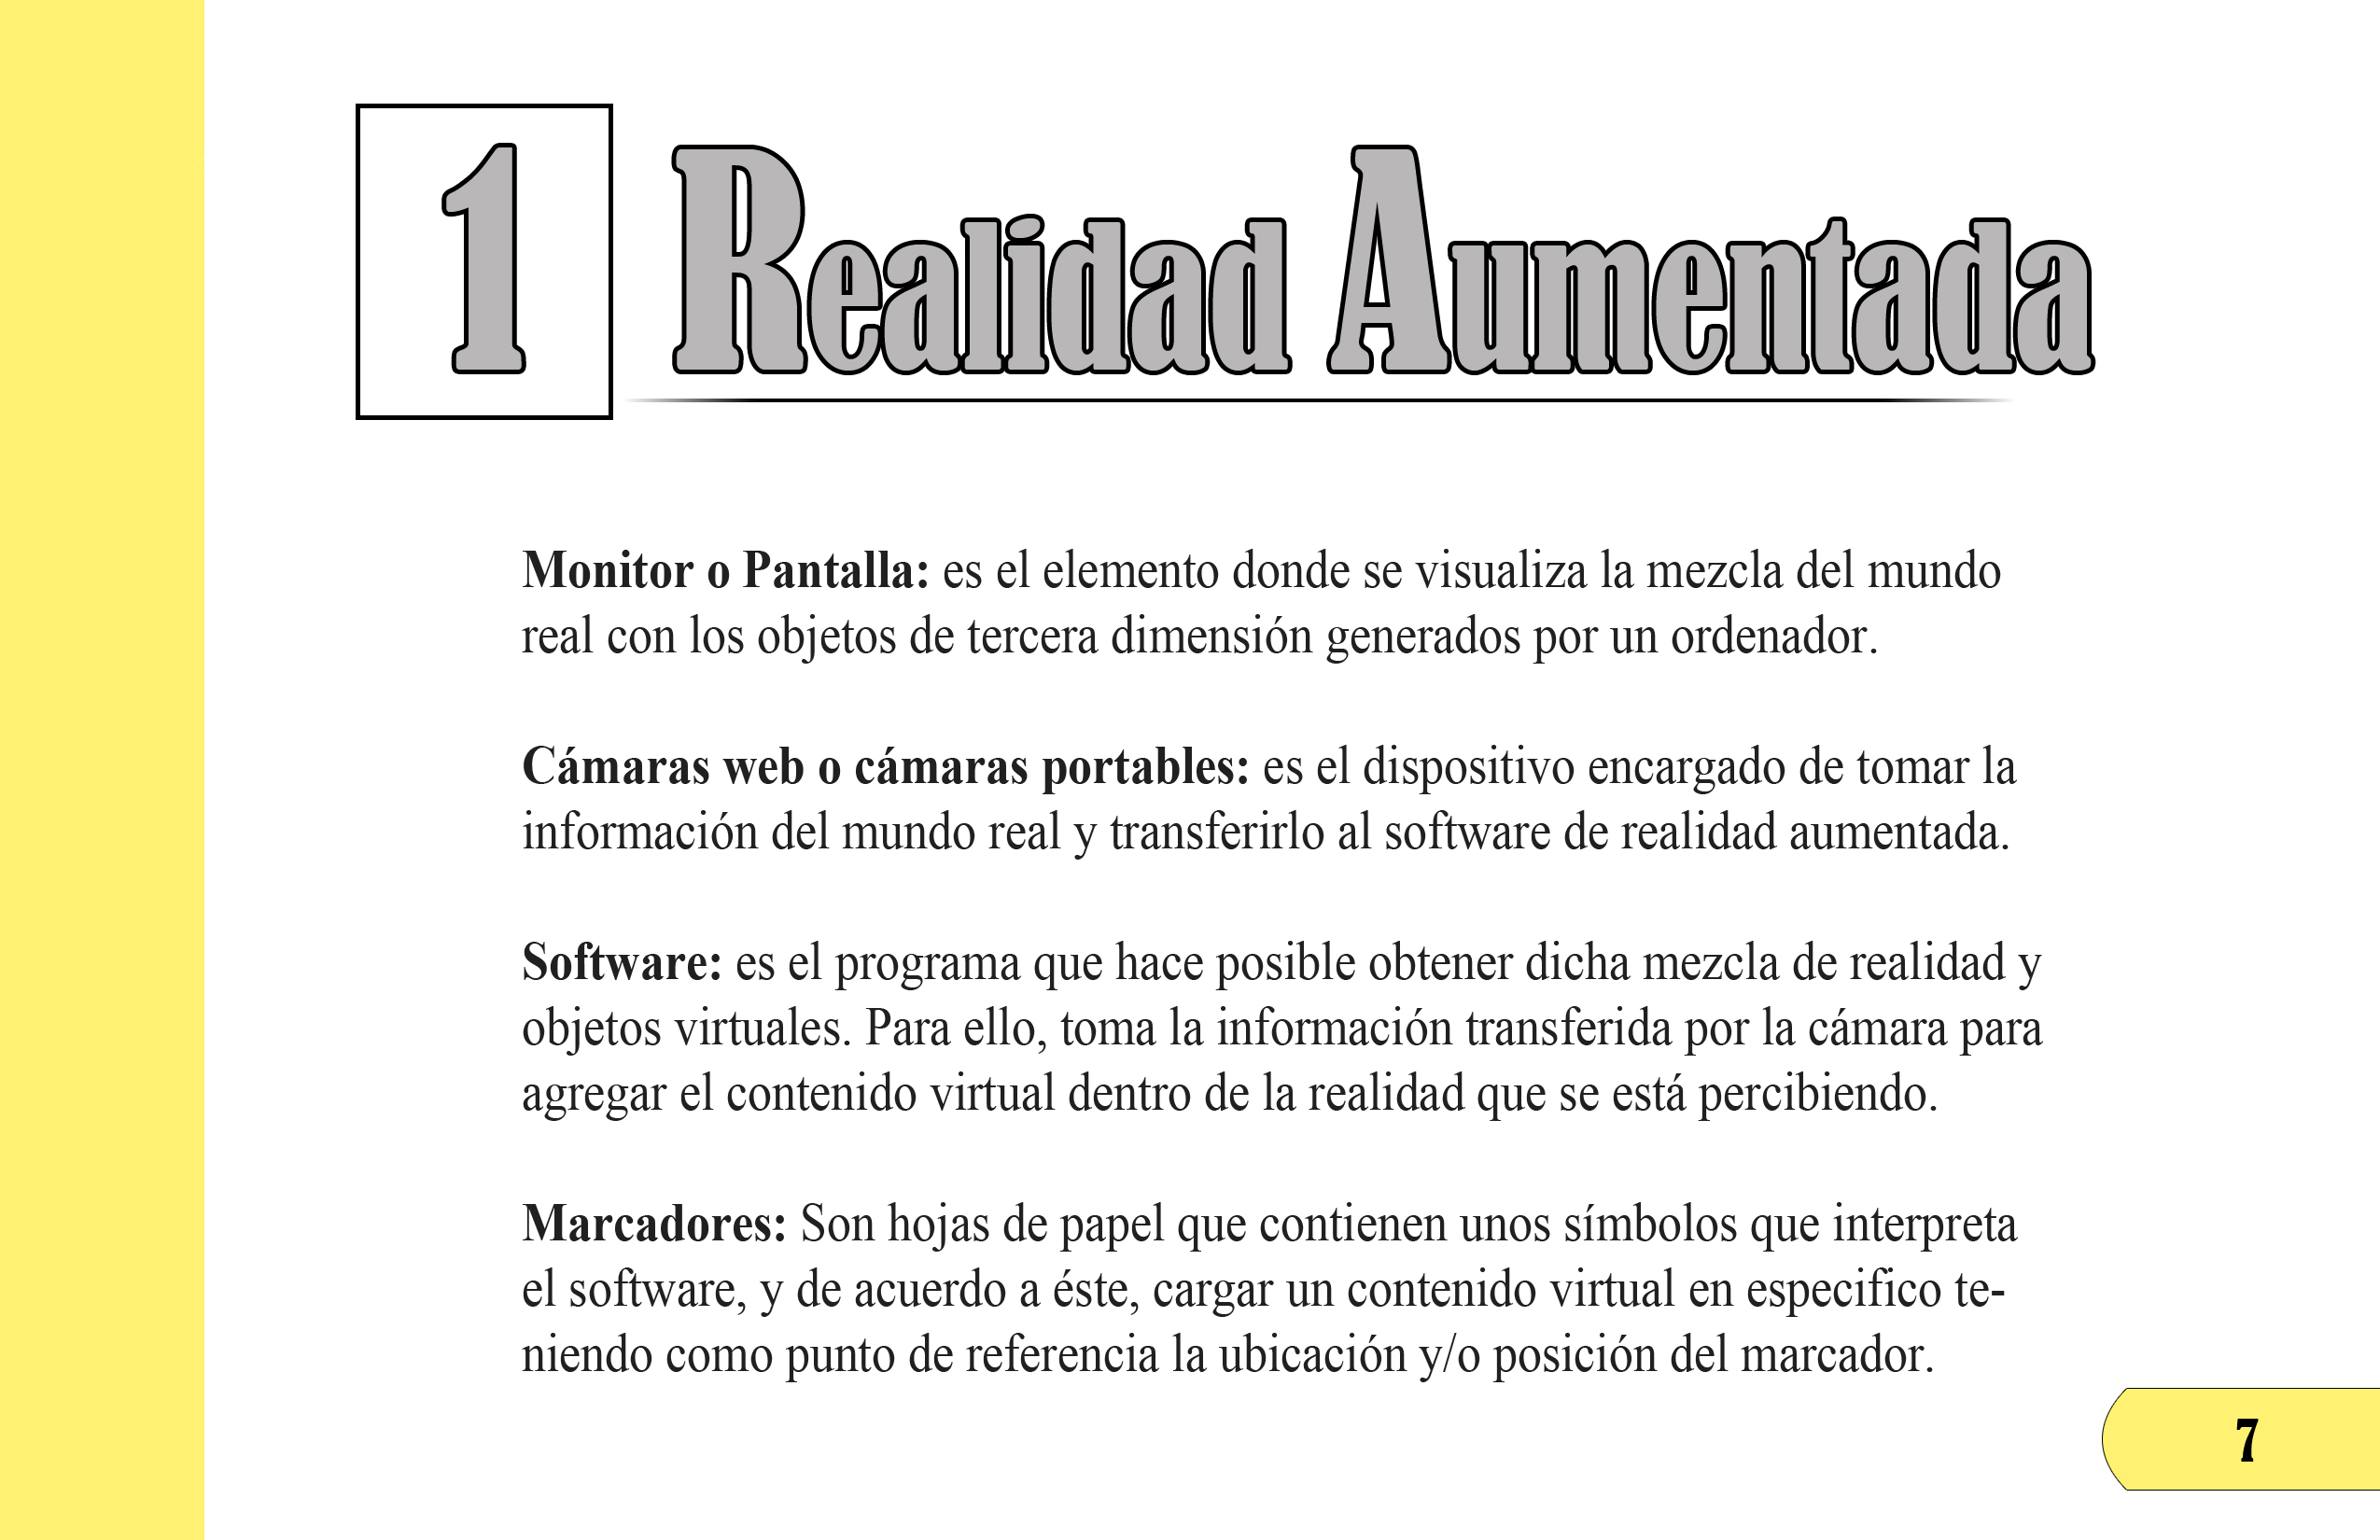 1 Realidad Aumentada
Monitor o Pantalla: es el elemento donde se visualiza la mezcla del mundo
real con los objetos de tercera dimensión generados por un ordenador.
Cámaras web o cámaras portables: es el dispositivo encargado de tomar la
información del mundo real y transferirlo al software de realidad aumentada.
Software: es el programa que hace posible obtener dicha mezcla de realidad y
objetos virtuales. Para ello, toma la información transferida por la cámara para
agregar el contenido virtual dentro de la realidad que se está percibiendo.
Marcadores: Son hojas de papel que contienen unos símbolos que interpreta
el software, y de acuerdo a éste, cargar un contenido virtual en especifico te-
niendo como punto de referencia la ubicación y/o posición del marcador.
7